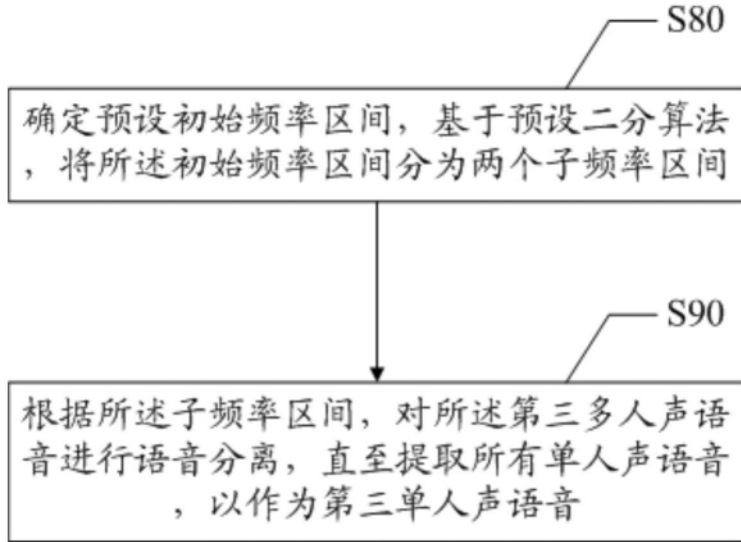 S80
确定预设初始频率区间，基于预设二分算法
，将所述初始频率区间分为两个子频率区间
S90
根据所述子频率区间，对所述第三多人声语
音进行语音分离，直至提取所有单人声语音
，以作为第三单人声语音